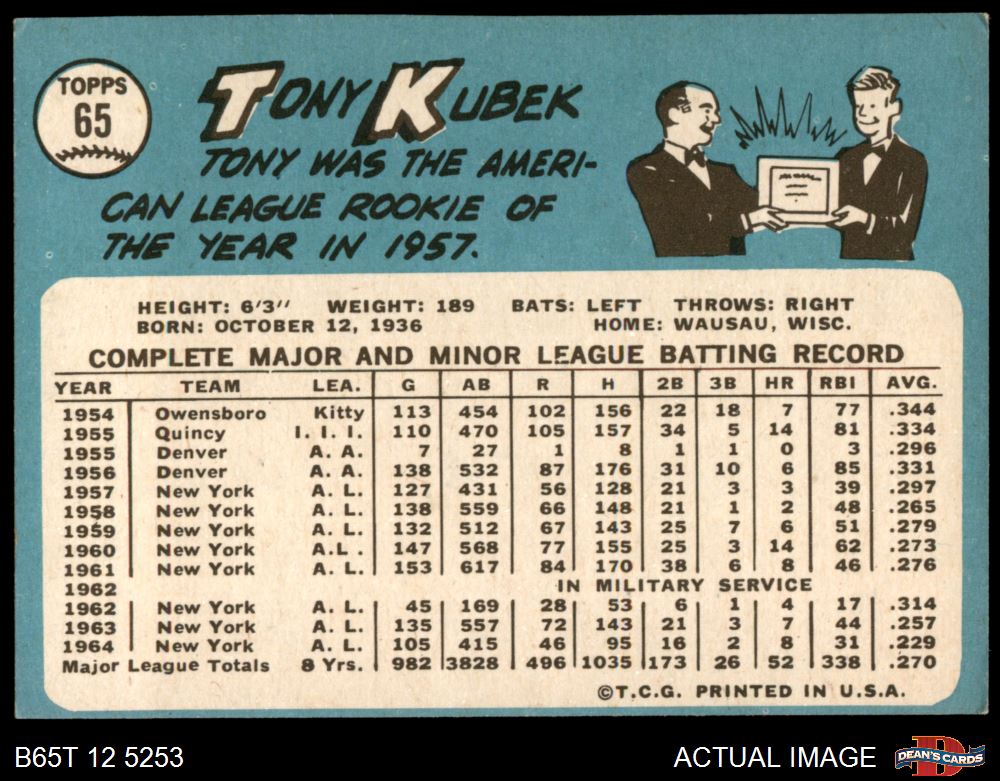 TOPPS
65
TONY KUBEK
TONY WAS THE AMERI-
CAN LEAGUE ROOKIE OF
THE YEAR IN 1957.
HEIGHT: 6'3" WEIGHT: 189 BATS: LEFT THROWS: RIGHT
BORN: OCTOBER 12, 1936 HOME: WAUSAU, WISC.
COMPLETE MAJOR AND MINOR LEAGUE BATTING RECORD
YEAR TEAM LEA. G AB R H 2B 3B HR RBI AVG.
1954 Owensboro Kitty 113 454 102 156 22 18 7 77 .344
1955 Quincy I. I. I. 110 470 105 157 34 5 14 81 .334
1955 Denver A. A. 7 27 1 8 1 1 0 3 .296
1956 Denver A. A. 138 532 87 176 31 10 6 85 .331
1957 New York A. L. 127 431 56 128 21 3 3 39 .297
1958 New York A. L. 138 559 66 148 21 1 2 48 .265
1959 New York A. L. 132 512 67 143 25 7 6 51 .279
1960 New York A.L. 147 568 77 155 25 3 14 62 .273
1961 New York A. L. 153 617 84 170 38 6 8 46 .276
1962 IN MILITARY SERVICE
1962 New York A. L. 45 169 28 53 6 1 4 17 .314
1963 New York A. L. 135 557 72 143 21 3 7 44 .257
1964 New York A. L. 105 415 46 95 16 2 8 31 .229
Major League Totals 8 Yrs. 982 3828 496 1035 173 26 52 338 .270
©T.C.G. PRINTED IN U.S.A.
B65T 12 5253
ACTUAL IMAGE
DEAN'S CARDS